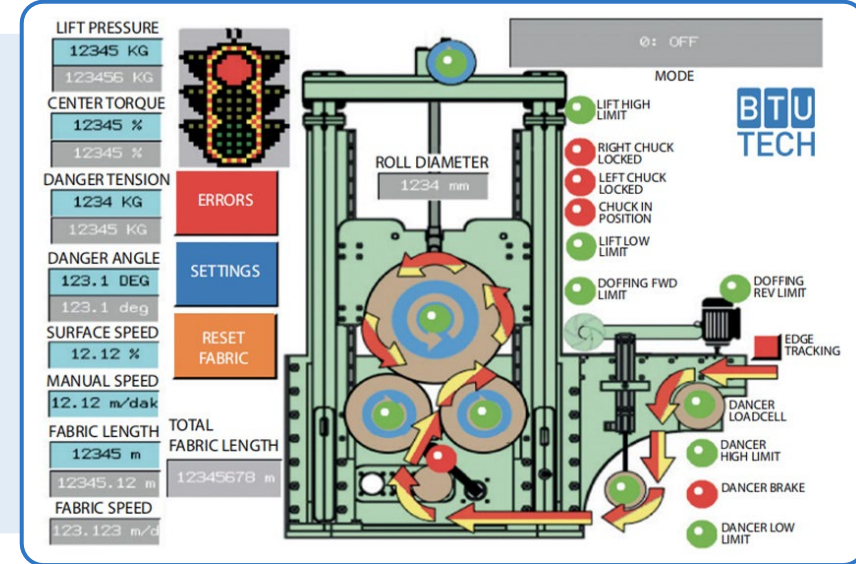 LIFT PRESSURE
12345 KG
123456 KG
CENTER TORQUE
12345 %
12345 %
DANGER TENSION
1234 KG
12345 KG
DANGER ANGLE
123.1 DEG
123.1 deg
SURFACE SPEED
12.12 %
MANUAL SPEED
12.12 m/dak
FABRIC LENGTH
12345 m
12345.12 m
FABRIC SPEED
123.123 m/d
ERRORS
SETTINGS
RESET
FABRIC
TOTAL
FABRIC LENGTH
12345678 m
ROLL DIAMETER
1234 mm
0: OFF
MODE
BTU
TECH
LIFT HIGH
LIMIT
RIGHT CHUCK
LOCKED
LEFT CHUCK
LOCKED
CHUCK IN
POSITION
LIFT LOW
LIMIT
DOFFING FWD
LIMIT
DOFFING
REV LIMIT
EDGE
TRACKING
DANCER
LOADCELL
DANCER
HIGH LIMIT
DANCER BRAKE
DANCER LOW
LIMIT